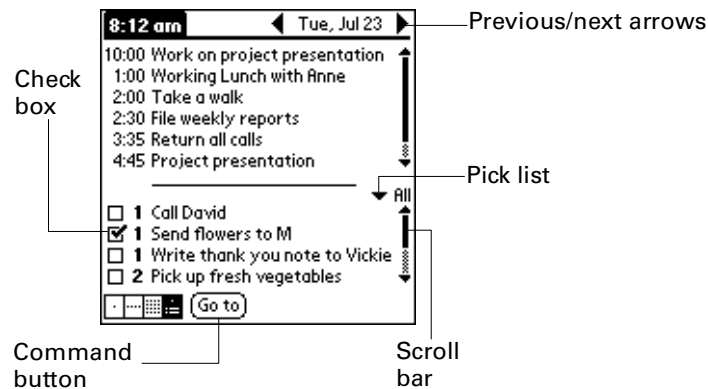 8:12 am
Tue, Jul 23
Previous/next arrows
10:00 Work on project presentation
1:00 Working Lunch with Anne
2:00 Take a walk
2:30 File weekly reports
3:35 Return all calls
4:45 Project presentation
Check
box
Pick list
All
1 Call David
1 Send flowers to M
1 Write thank you note to Vickie
2 Pick up fresh vegetables
Go to
Command
button
Scroll
bar